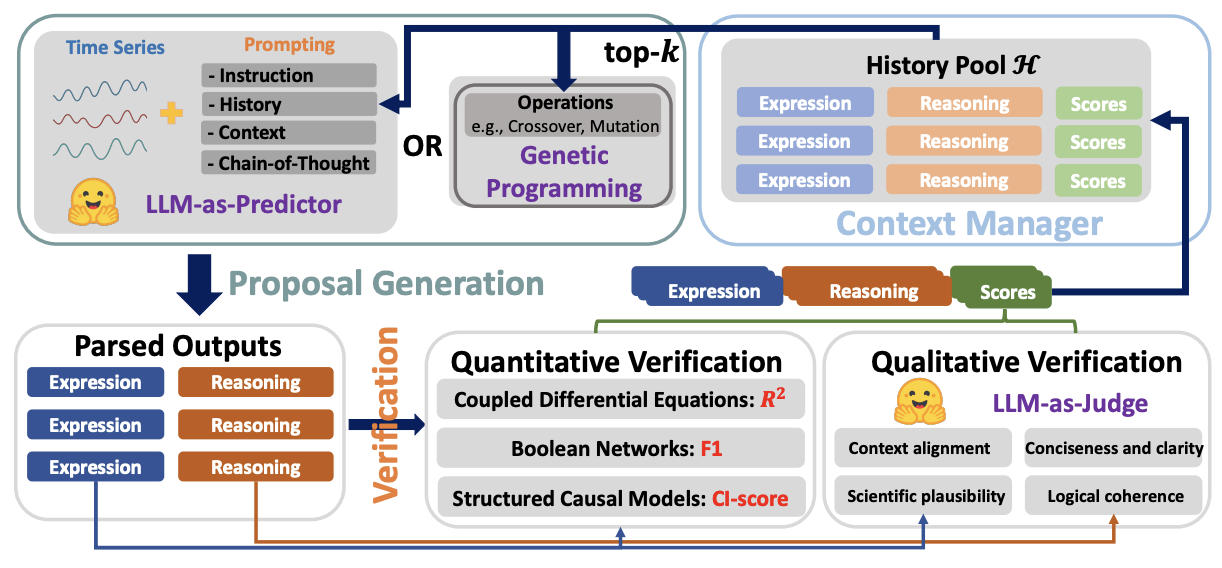 Time Series
Prompting
- Instruction
- History
- Context
- Chain-of-Thought
LLM-as-Predictor
OR
top-k
Operations
e.g., Crossover, Mutation
Genetic
Programming
History Pool ℋ
Expression Reasoning Scores
Expression Reasoning Scores
Expression Reasoning Scores
Context Manager
Proposal Generation
Expression Reasoning Scores
Parsed Outputs
Expression Reasoning
Expression Reasoning
Expression Reasoning
Verification
Quantitative Verification
Coupled Differential Equations: R²
Boolean Networks: F1
Structured Causal Models: CI-score
Qualitative Verification
LLM-as-Judge
Context alignment
Conciseness and clarity
Scientific plausibility
Logical coherence